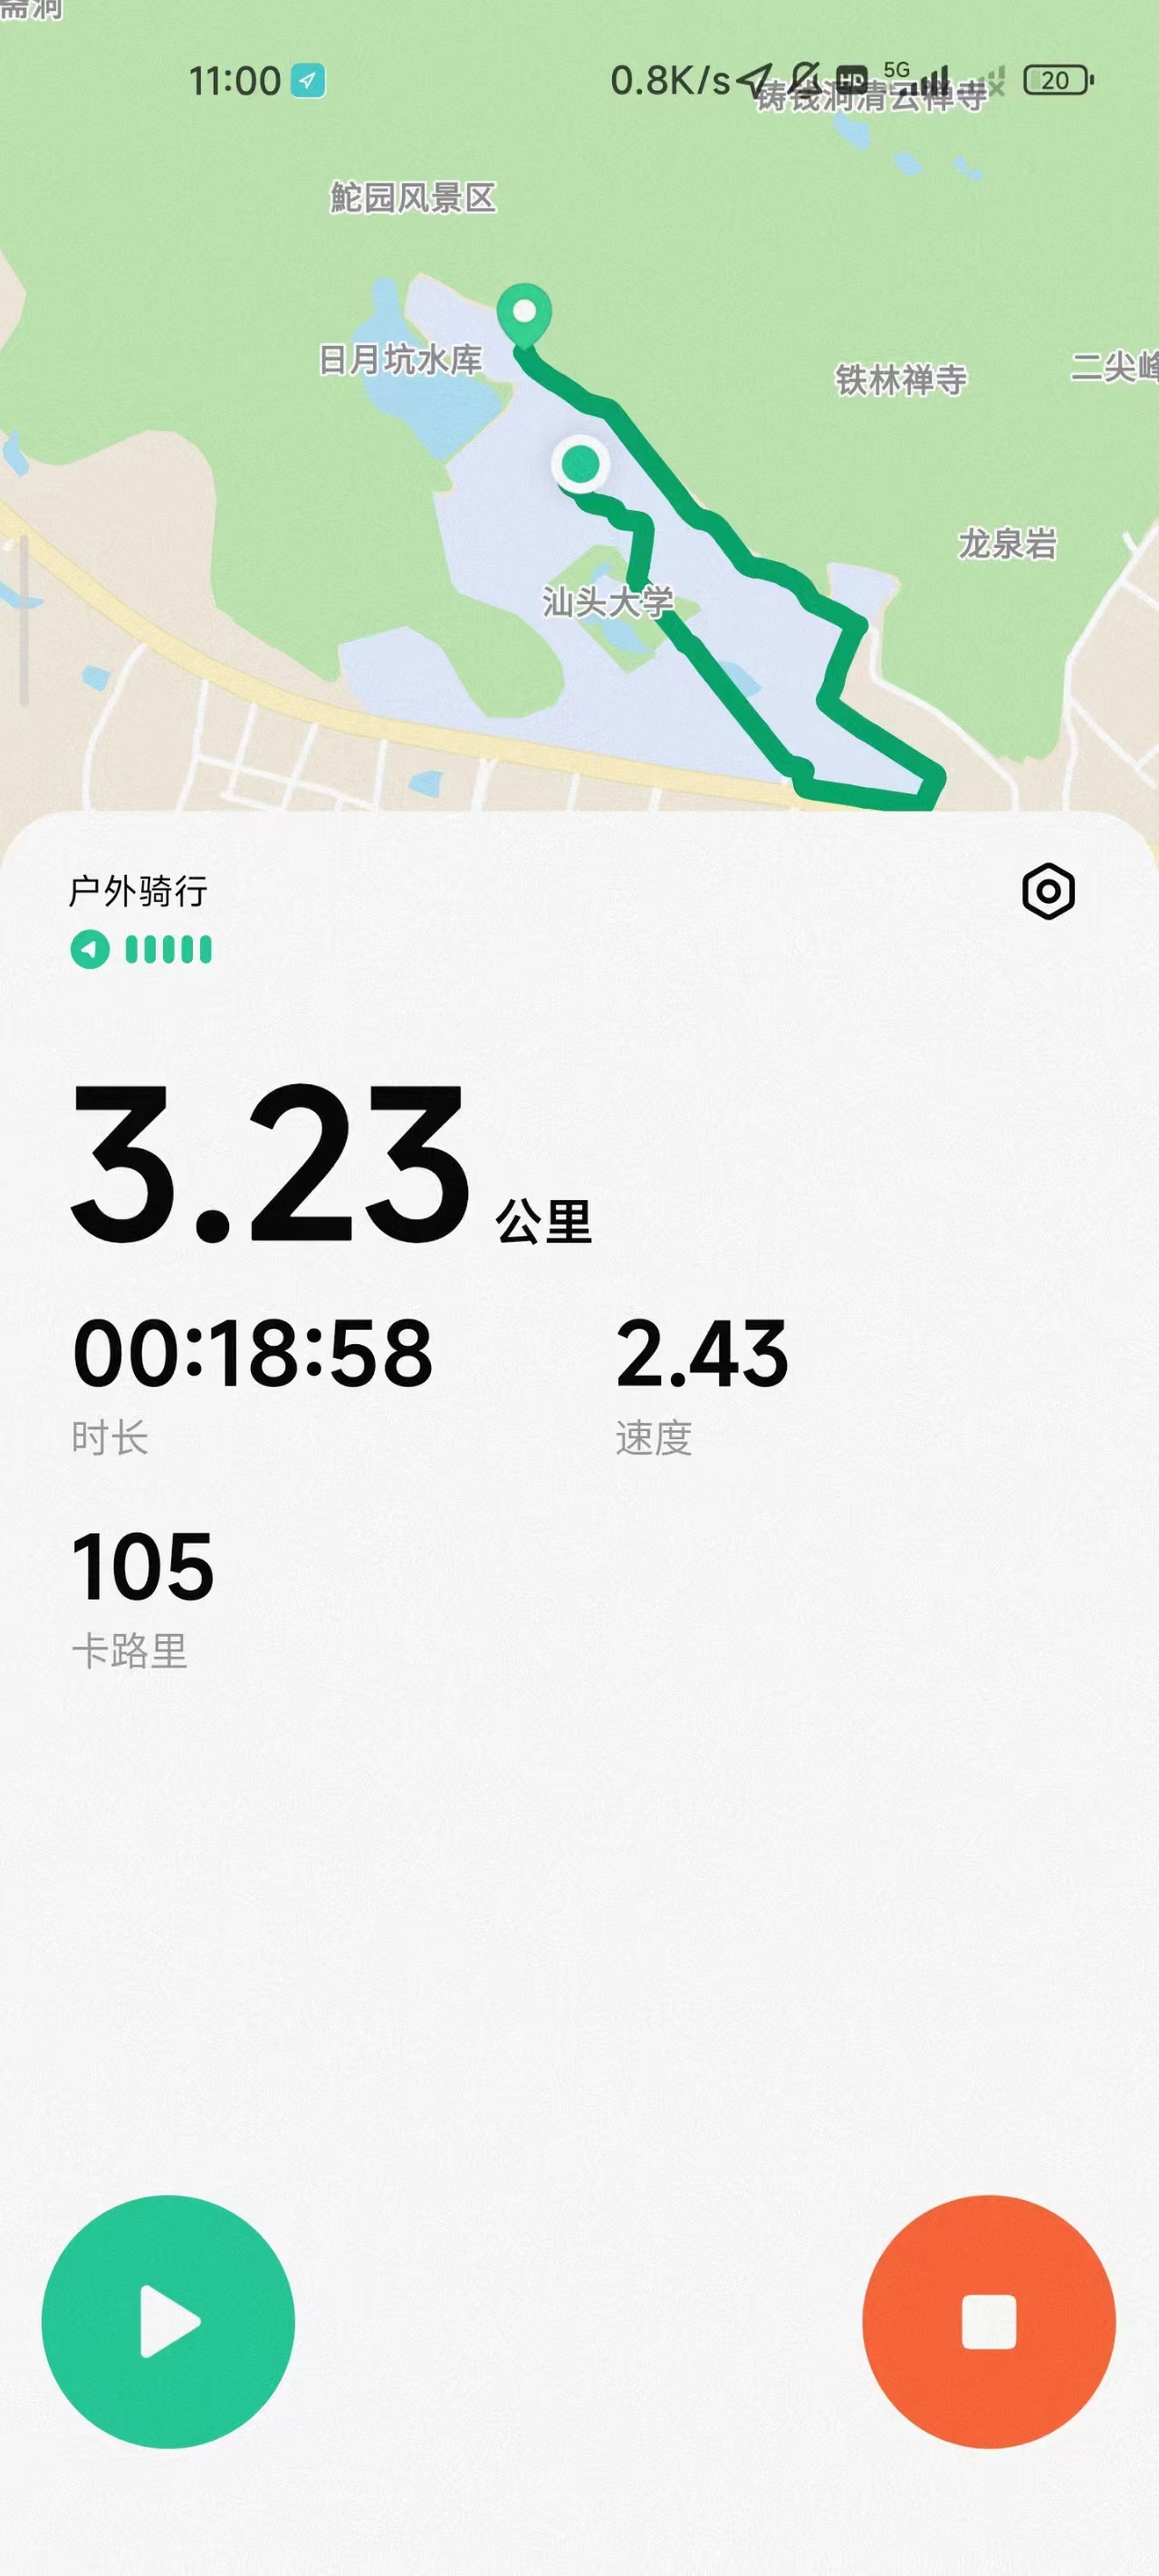 斋洞
11:00
0.8K/s
HD
5G
20
铸钱洞清云禅寺
鮀园风景区
日月坑水库
铁林禅寺
二尖峰
龙泉岩
汕头大学
户外骑行
3.23 公里
00:18:58
2.43
时长
速度
105
卡路里